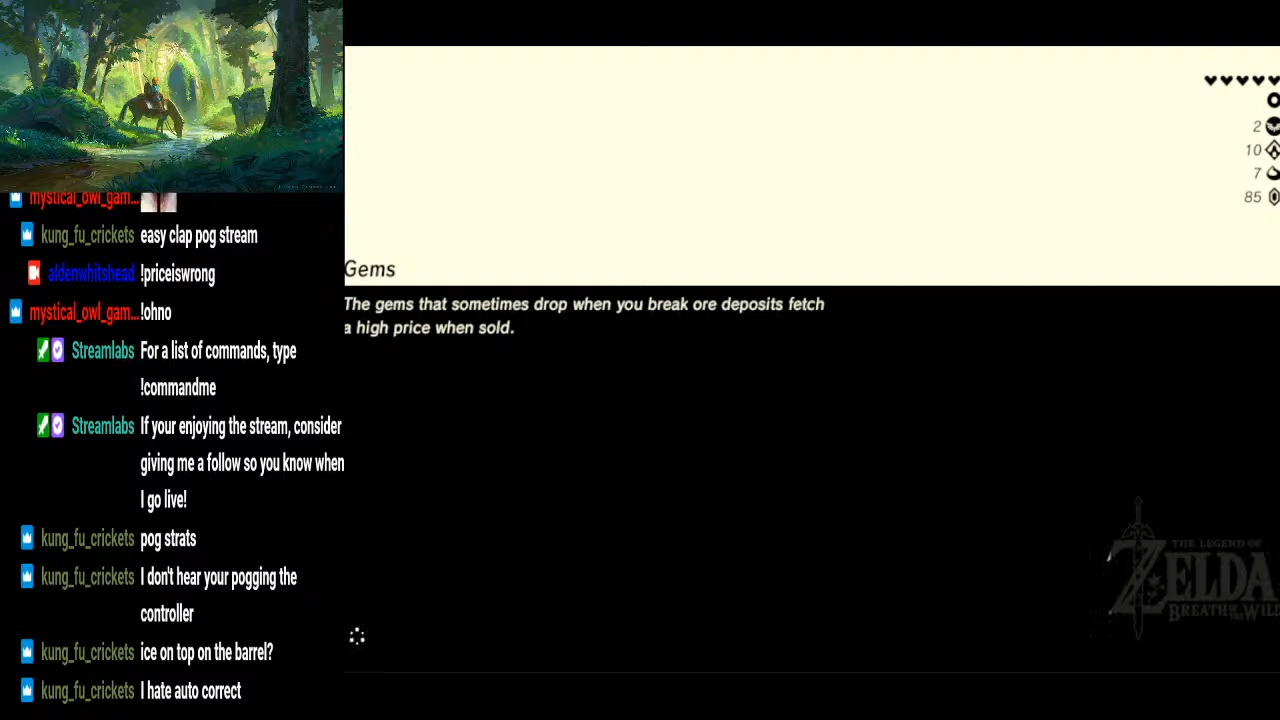 mystical_owl_gam...
kung_fu_crickets easy clap pog stream
aldenwhitshead !priceiswrong
mystical_owl_gam... !ohno
Streamlabs For a list of commands, type
!commandme
Streamlabs If your enjoying the stream, consider
giving me a follow so you know when
I go live!
kung_fu_crickets pog strats
kung_fu_crickets I don't hear your pogging the
controller
kung_fu_crickets ice on top on the barrel?
kung_fu_crickets I hate auto correct
2
10
7
85
Gems
The gems that sometimes drop when you break ore deposits fetch
a high price when sold.
THE LEGEND OF
ZELDA
BREATH OF THE WILD